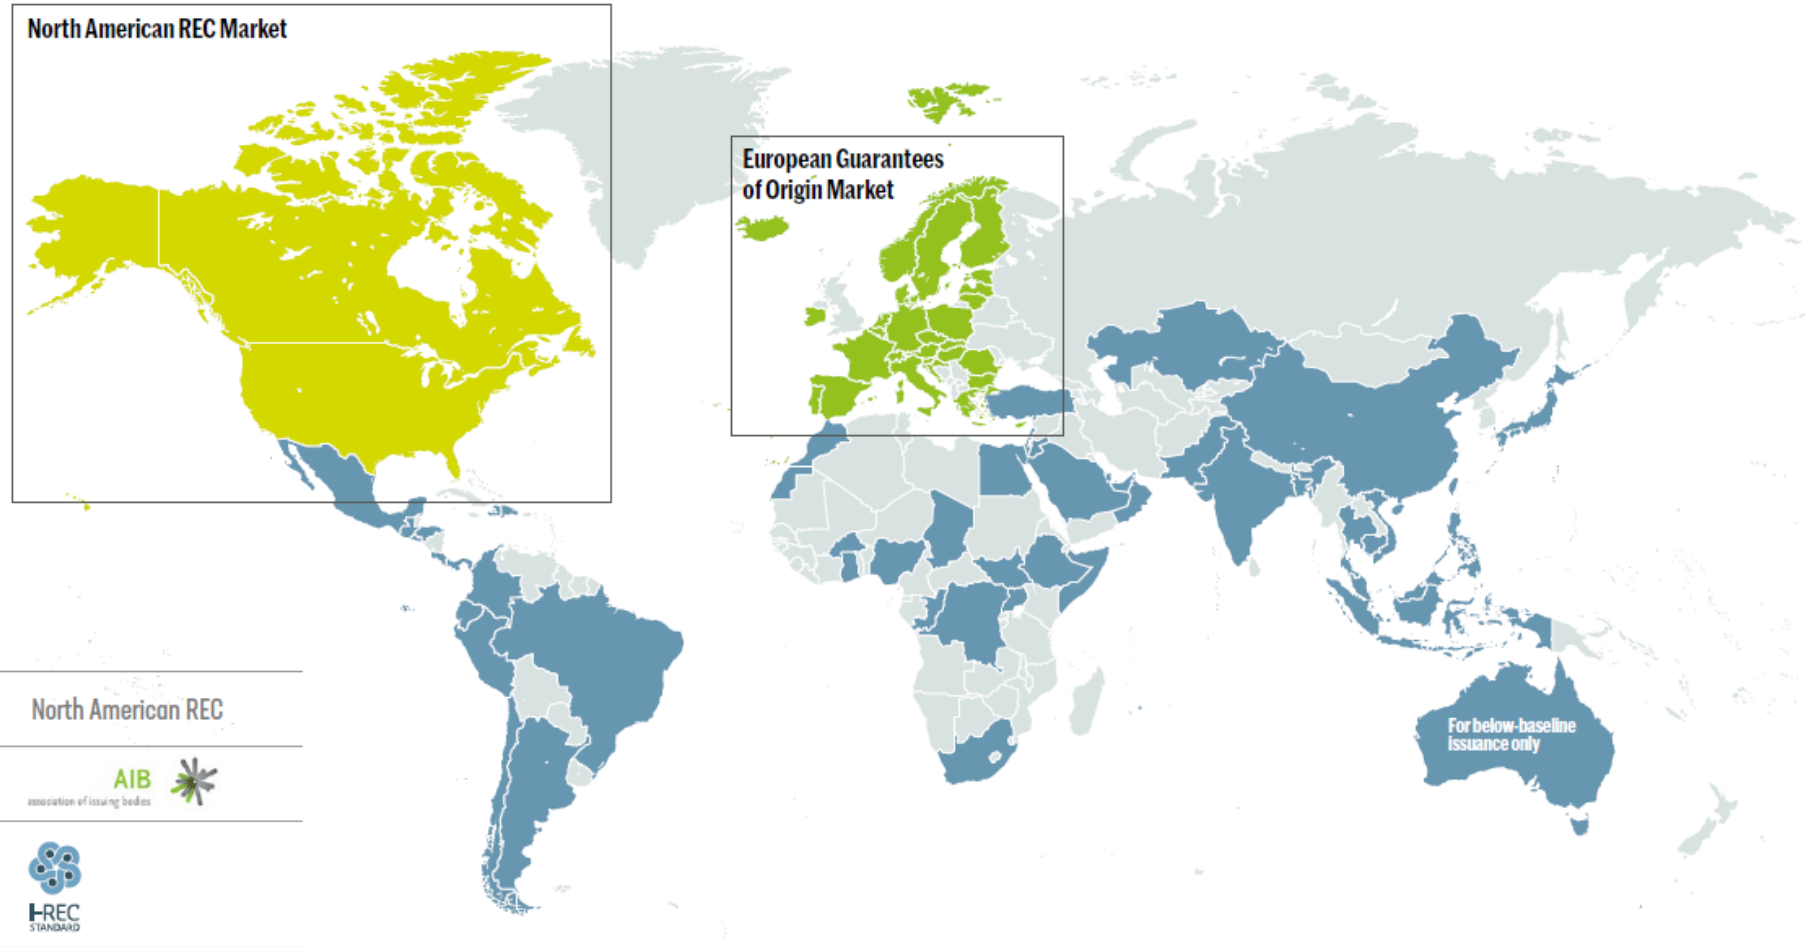 North American REC Market
European Guarantees
of Origin Market
For below-baseline
issuance only
North American REC
AIB
association of issuing bodies
I-REC
STANDARD